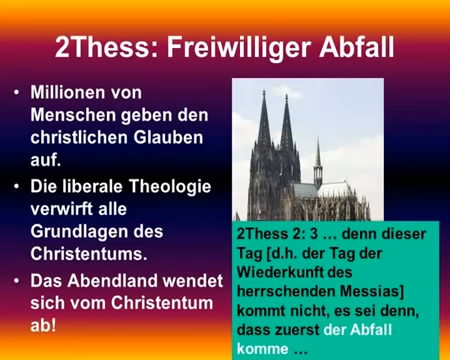 2Thess: Freiwilliger Abfall
• Millionen von
Menschen geben den
christlichen Glauben
auf.
• Die liberale Theologie
verwirft alle
Grundlagen des
Christentums.
• Das Abendland wendet
sich vom Christentum
ab!
2Thess 2: 3 … denn dieser
Tag [d.h. der Tag der
Wiederkunft des
herrschenden Messias]
kommt nicht, es sei denn,
dass zuerst der Abfall
komme …